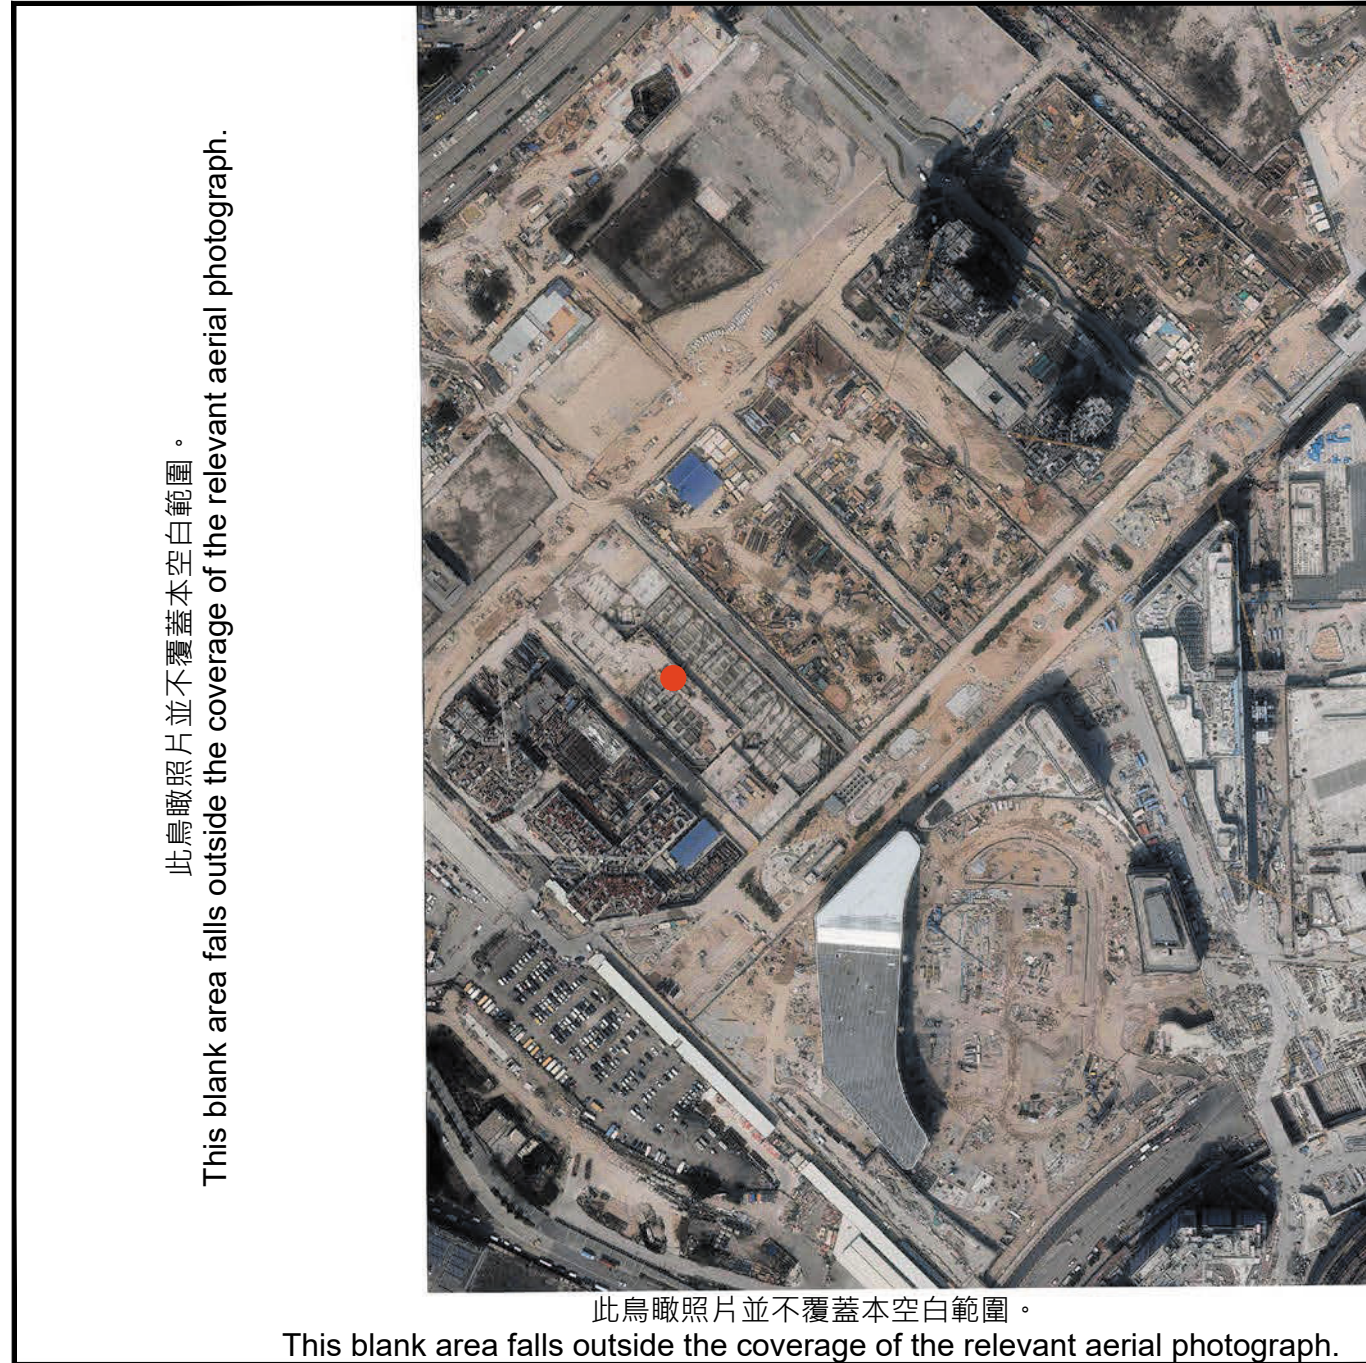 此鳥瞰照片並不覆蓋本空白範圍。
This blank area falls outside the coverage of the relevant aerial photograph.
此鳥瞰照片並不覆蓋本空白範圍。
This blank area falls outside the coverage of the relevant aerial photograph.